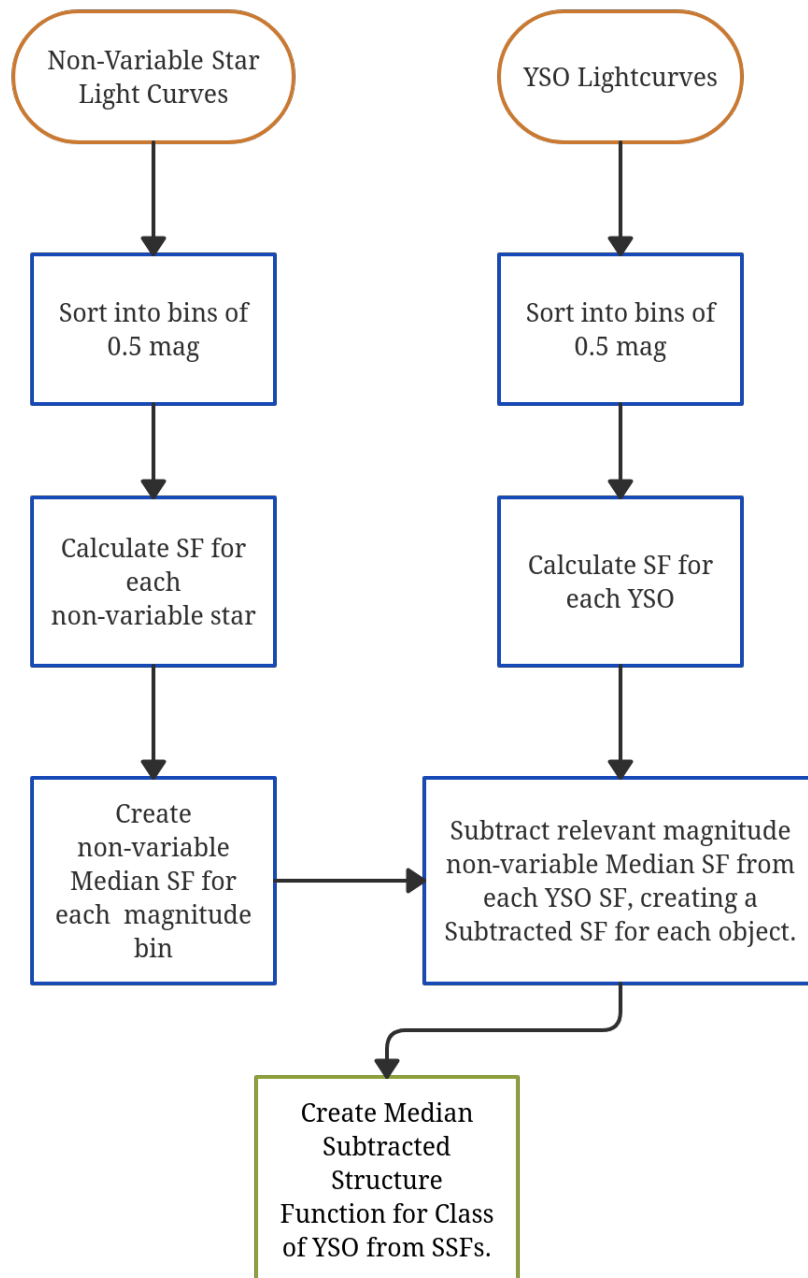 Non-Variable Star
Light Curves
YSO Lightcurves
Sort into bins of
0.5 mag
Sort into bins of
0.5 mag
Calculate SF for
each
non-variable star
Calculate SF for
each YSO
Create
non-variable
Median SF for
each magnitude
bin
Subtract relevant magnitude
non-variable Median SF from
each YSO SF, creating a
Subtracted SF for each object.
Create Median
Subtracted
Structure
Function for Class
of YSO from SSFs.